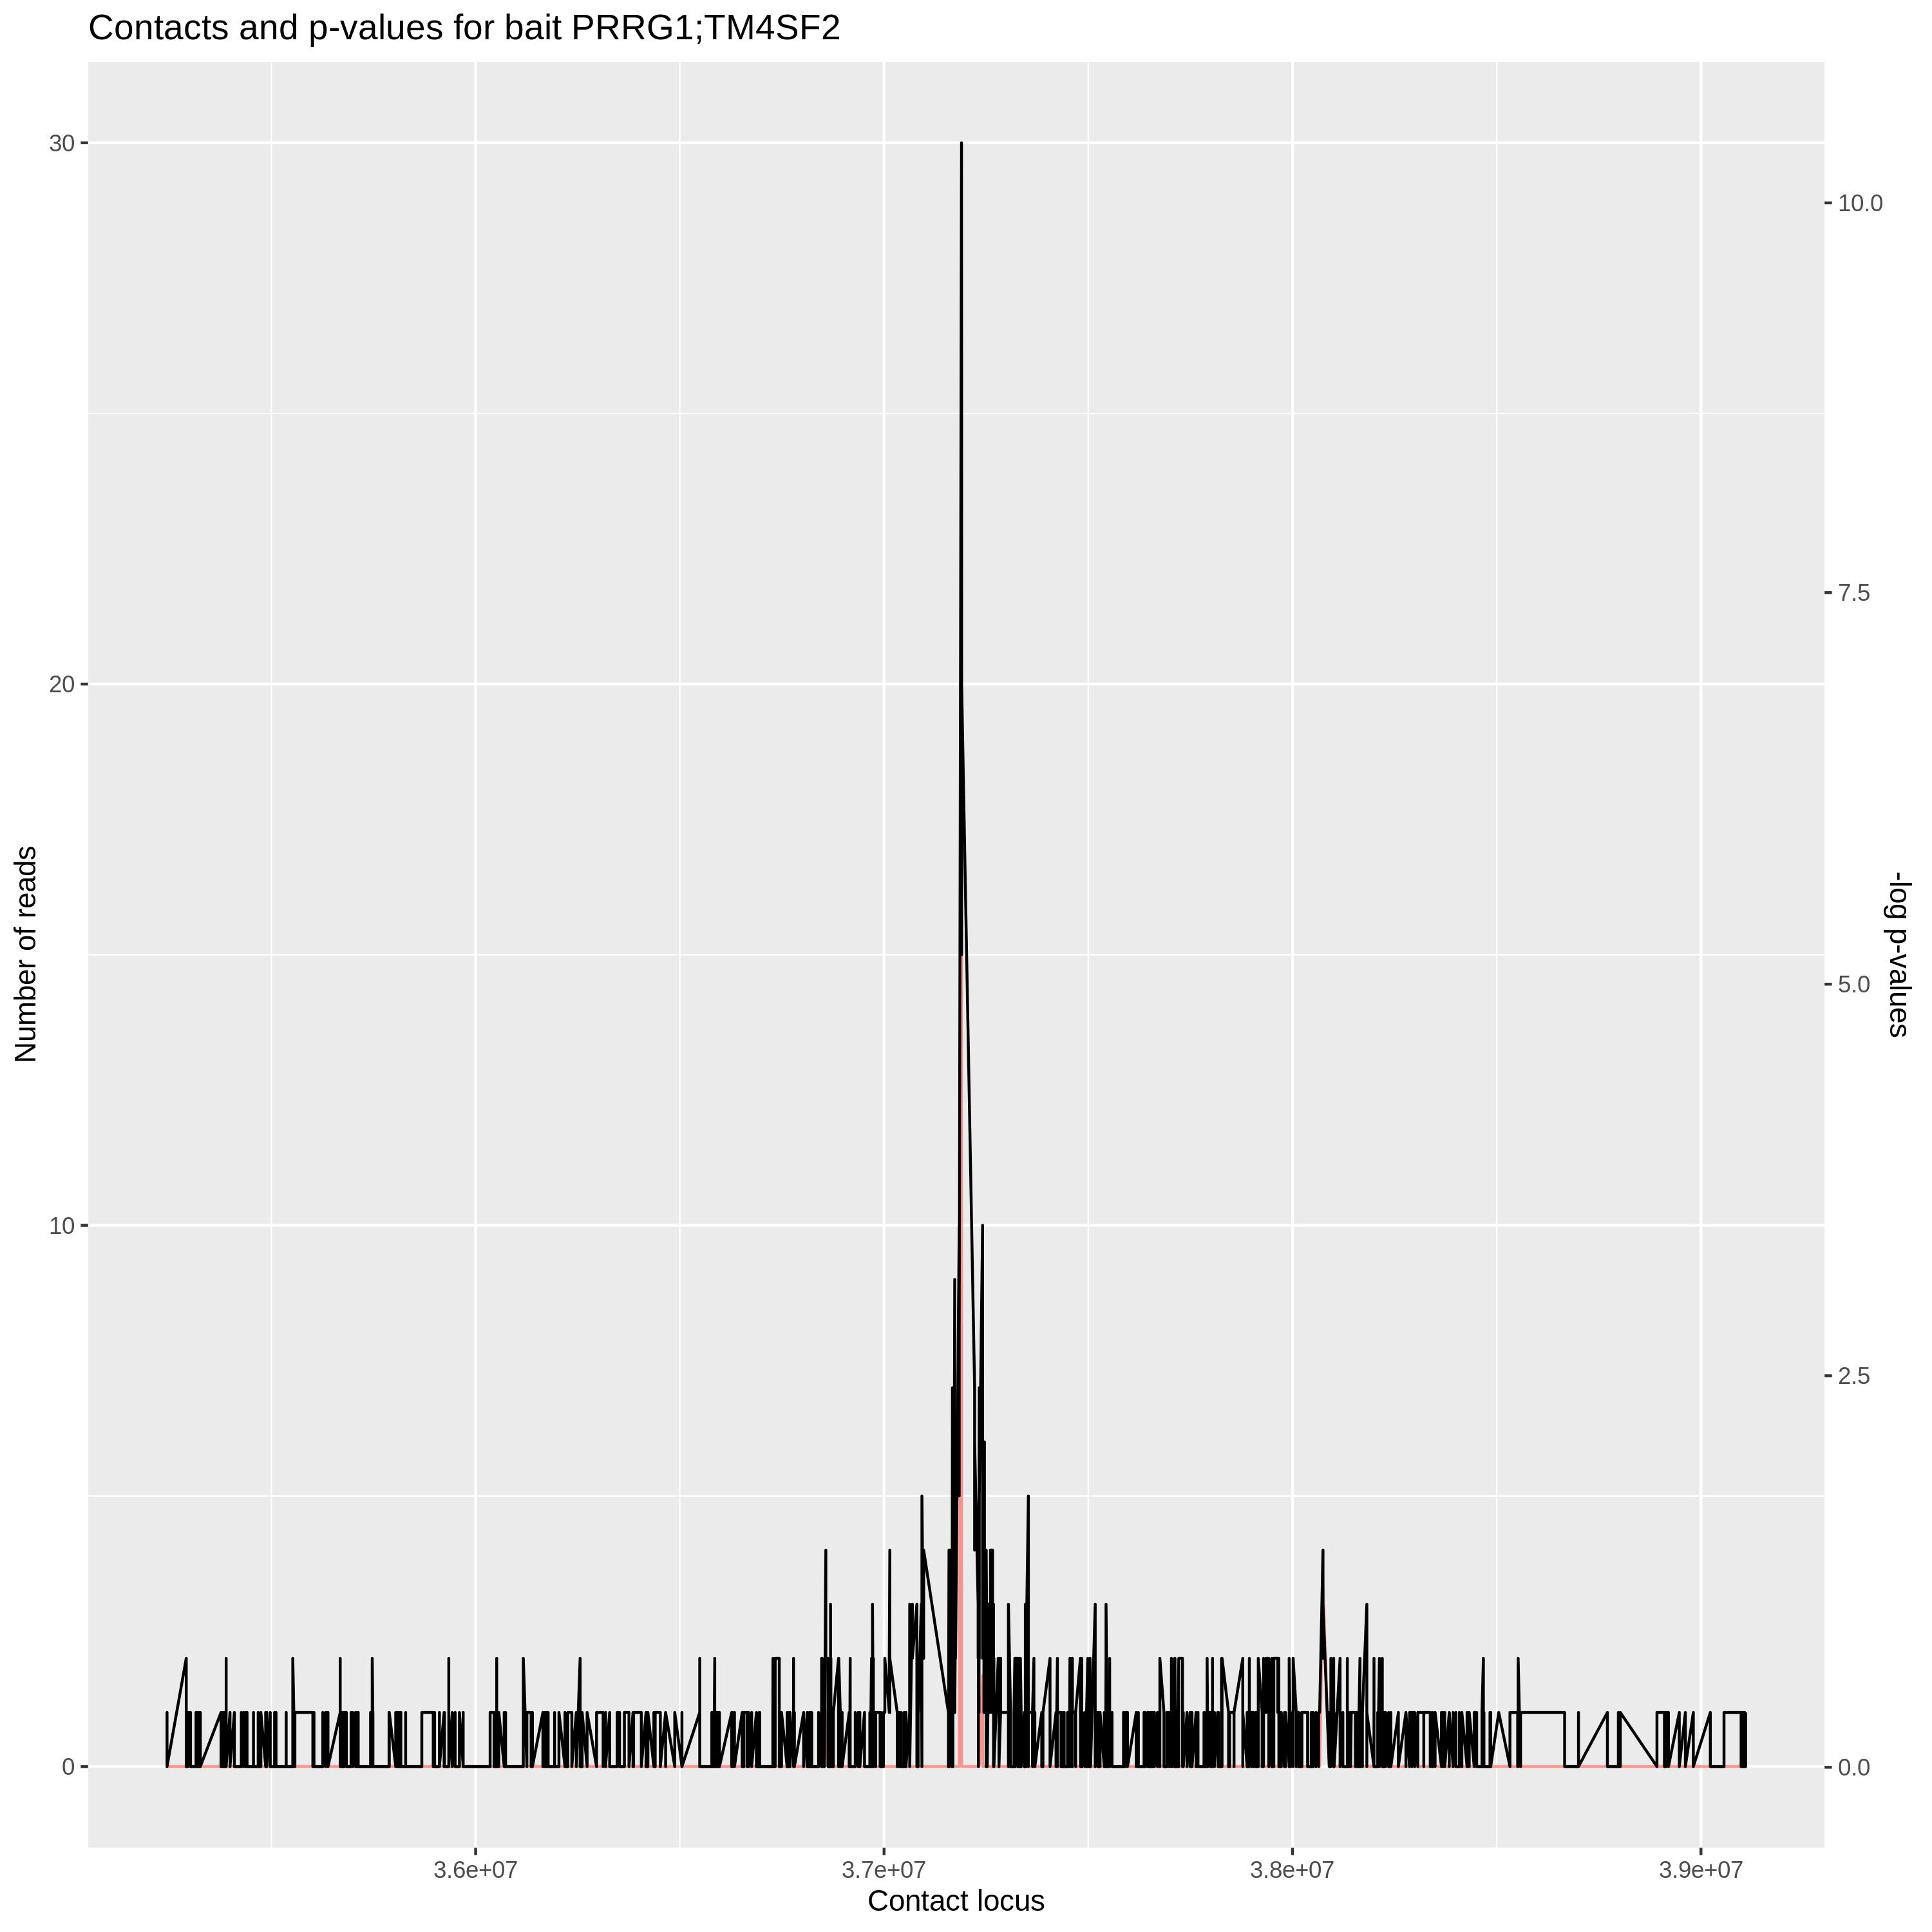 Contacts and p-values for bait PRRG1;TM4SF2
30
20
10
0
Number of reads
10.0
7.5
5.0
2.5
0.0
-log p-values
3.6e+07
3.7e+07
3.8e+07
3.9e+07
Contact locus